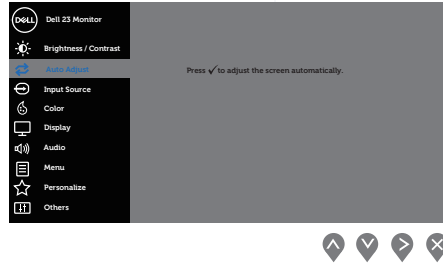 DELL
Dell 23 Monitor
Brightness / Contrast
Auto Adjust
Press ✓ to adjust the screen automatically.
Input Source
Color
Display
Audio
Menu
Personalize
Others